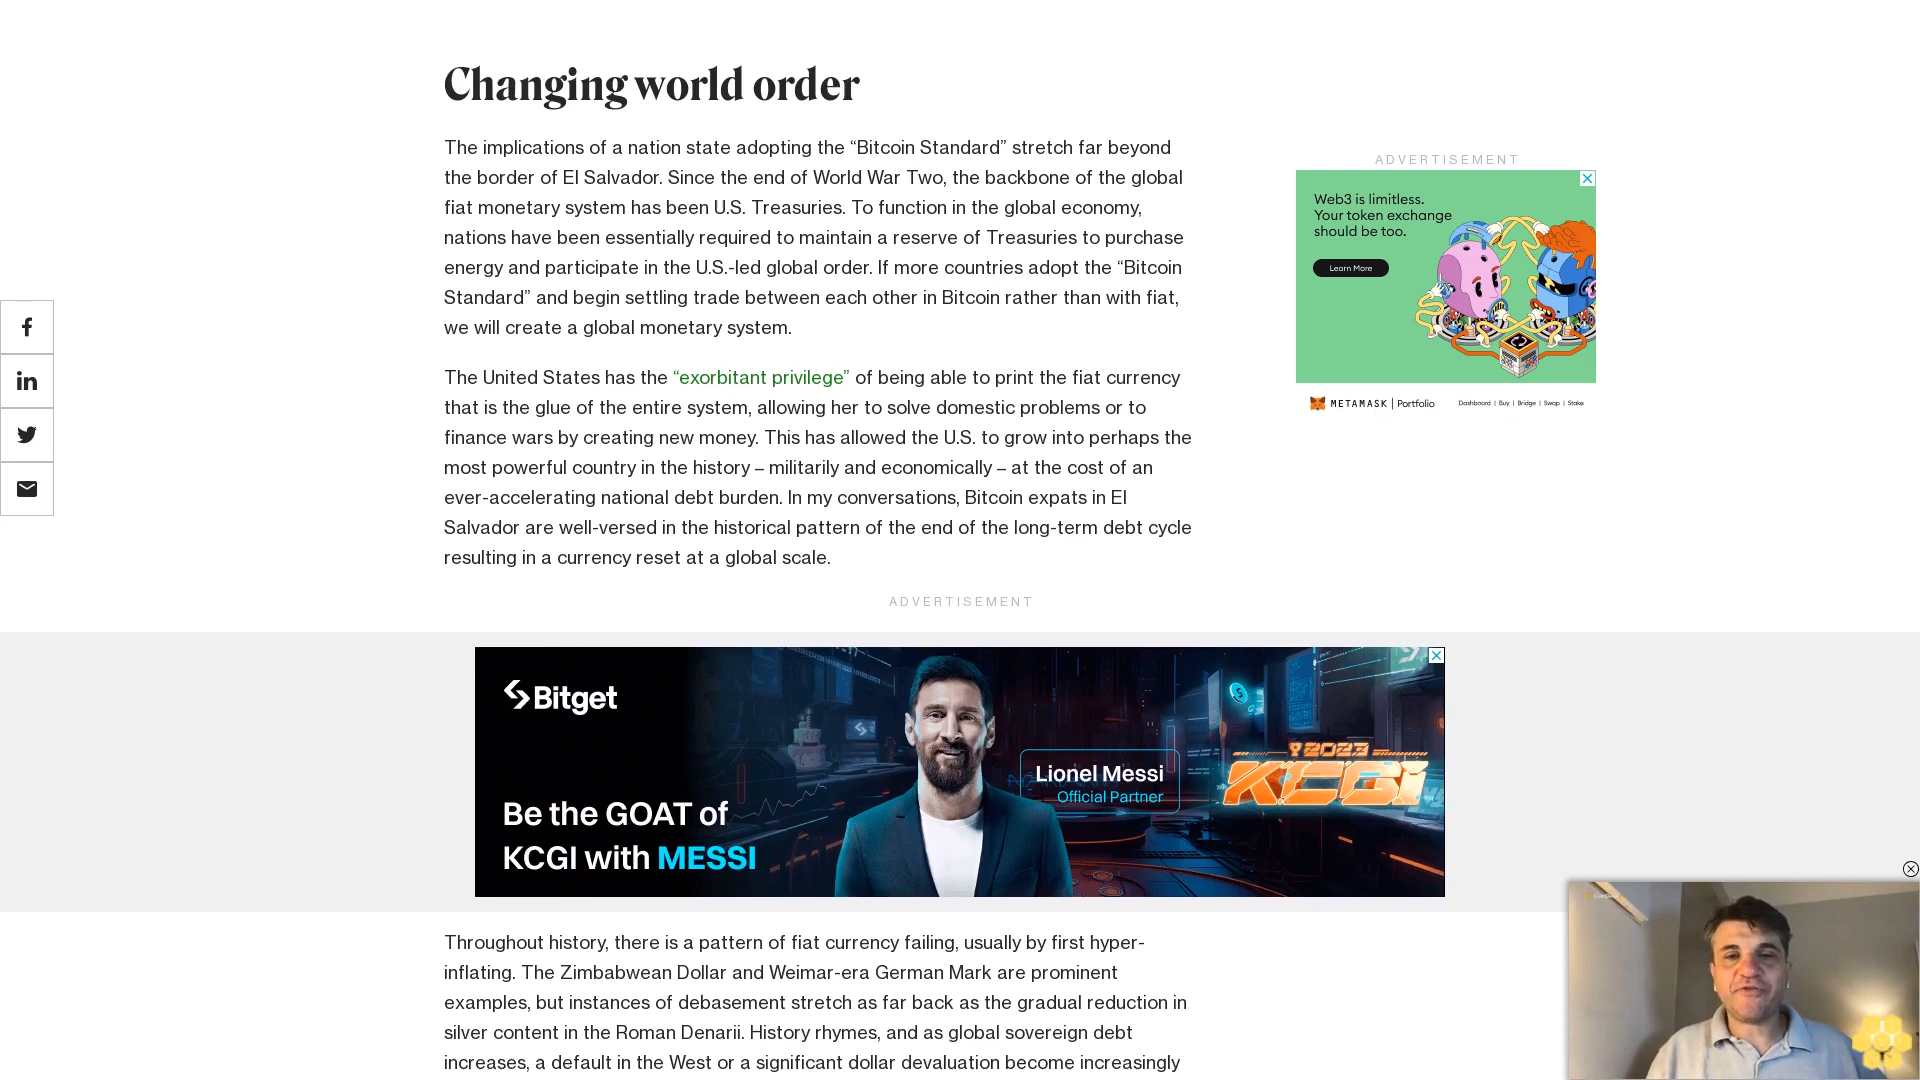 Changing world order
The implications of a nation state adopting the “Bitcoin Standard” stretch far beyond
the border of El Salvador. Since the end of World War Two, the backbone of the global
fiat monetary system has been U.S. Treasuries. To function in the global economy,
nations have been essentially required to maintain a reserve of Treasuries to purchase
energy and participate in the U.S.-led global order. If more countries adopt the “Bitcoin
Standard” and begin settling trade between each other in Bitcoin rather than with fiat,
we will create a global monetary system.
The United States has the “exorbitant privilege” of being able to print the fiat currency
that is the glue of the entire system, allowing her to solve domestic problems or to
finance wars by creating new money. This has allowed the U.S. to grow into perhaps the
most powerful country in the history – militarily and economically – at the cost of an
ever-accelerating national debt burden. In my conversations, Bitcoin expats in El
Salvador are well-versed in the historical pattern of the end of the long-term debt cycle
resulting in a currency reset at a global scale.
ADVERTISEMENT
Web3 is limitless.
Your token exchange
should be too.
Learn More
METAMASK | Portfolio
Dashboard | Buy | Bridge | Swap | Stake
ADVERTISEMENT
Bitget
Be the GOAT of
KCGI with MESSI
Lionel Messi
Official Partner
2023
KCGI
Throughout history, there is a pattern of fiat currency failing, usually by first hyper-
inflating. The Zimbabwean Dollar and Weimar-era German Mark are prominent
examples, but instances of debasement stretch as far back as the gradual reduction in
silver content in the Roman Denarii. History rhymes, and as global sovereign debt
increases, a default in the West or a significant dollar devaluation become increasingly